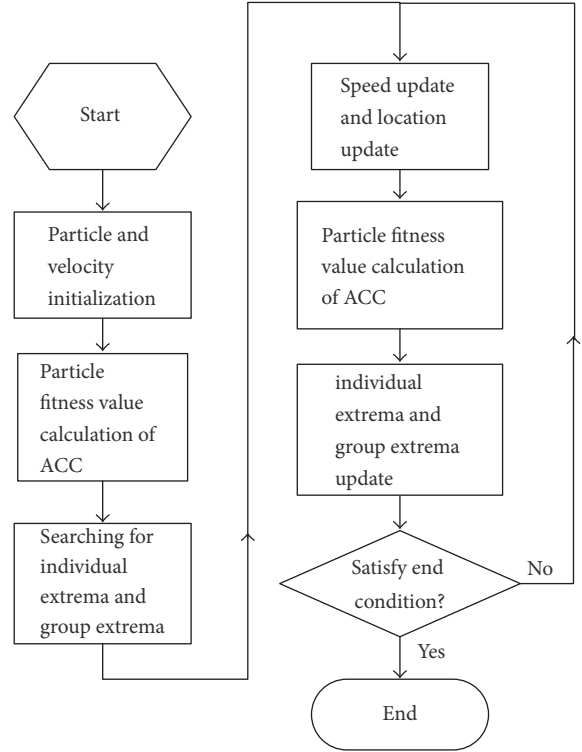 Start
Particle and
velocity
initialization
Particle
fitness value
calculation of
ACC
Searching for
individual
extrema and
group extrema
Speed update
and location
update
Particle fitness
value calculation
of ACC
individual
extrema and
group extrema
update
Satisfy end
condition?
No
Yes
End